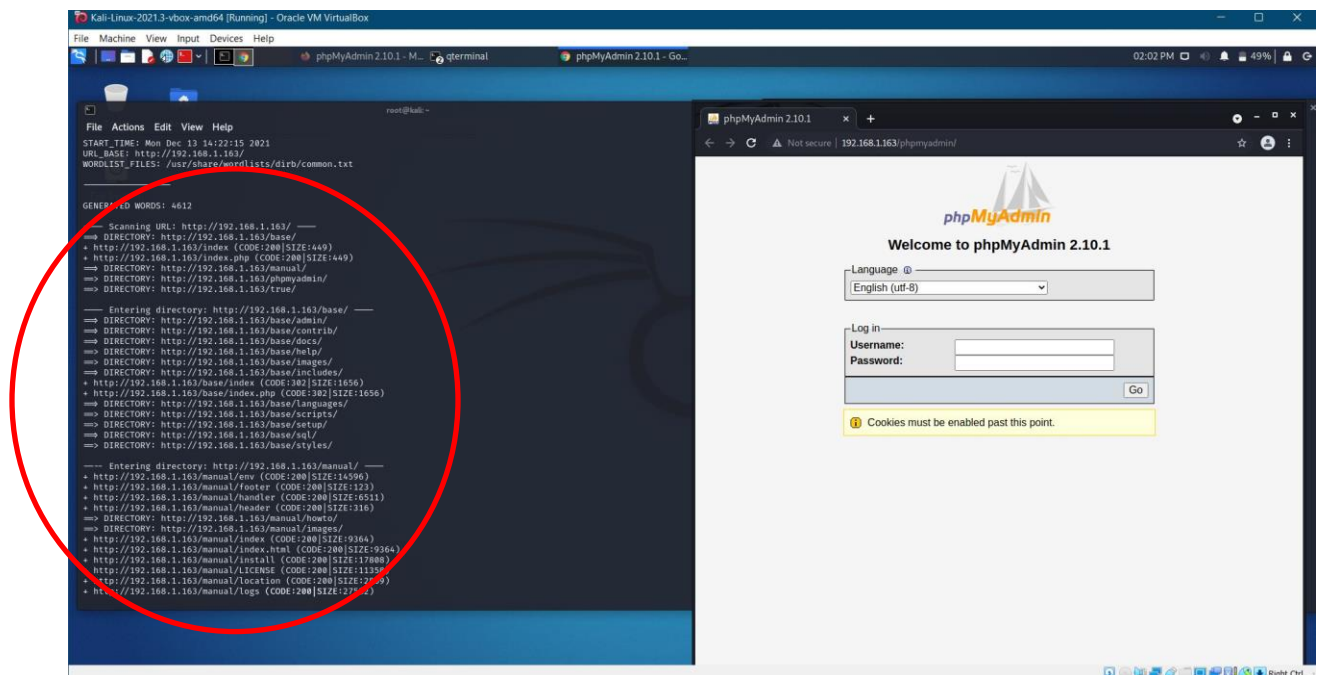 Kali-Linux-2021.3-vbox-amd64 [Running] - Oracle VM VirtualBox
File Machine View Input Devices Help
phpMyAdmin 2.10.1 - M... qterminal phpMyAdmin 2.10.1 - Go... 02:02 PM 49%
root@kali: ~
File Actions Edit View Help
START_TIME: Mon Dec 13 14:22:15 2021
URL_BASE: http://192.168.1.163/
WORDLIST_FILES: /usr/share/wordlists/dirb/common.txt
GENERATED WORDS: 4612
---- Scanning URL: http://192.168.1.163/ ----
==> DIRECTORY: http://192.168.1.163/base/
+ http://192.168.1.163/index (CODE:200|SIZE:449)
+ http://192.168.1.163/index.php (CODE:200|SIZE:449)
==> DIRECTORY: http://192.168.1.163/manual/
==> DIRECTORY: http://192.168.1.163/phpmyadmin/
==> DIRECTORY: http://192.168.1.163/true/
---- Entering directory: http://192.168.1.163/base/ ----
==> DIRECTORY: http://192.168.1.163/base/admin/
==> DIRECTORY: http://192.168.1.163/base/contrib/
==> DIRECTORY: http://192.168.1.163/base/docs/
==> DIRECTORY: http://192.168.1.163/base/help/
==> DIRECTORY: http://192.168.1.163/base/images/
==> DIRECTORY: http://192.168.1.163/base/includes/
+ http://192.168.1.163/base/index (CODE:302|SIZE:1656)
+ http://192.168.1.163/base/index.php (CODE:302|SIZE:1656)
==> DIRECTORY: http://192.168.1.163/base/languages/
==> DIRECTORY: http://192.168.1.163/base/scripts/
==> DIRECTORY: http://192.168.1.163/base/setup/
==> DIRECTORY: http://192.168.1.163/base/sql/
==> DIRECTORY: http://192.168.1.163/base/styles/
---- Entering directory: http://192.168.1.163/manual/ ----
+ http://192.168.1.163/manual/env (CODE:200|SIZE:14596)
+ http://192.168.1.163/manual/footer (CODE:200|SIZE:123)
+ http://192.168.1.163/manual/handler (CODE:200|SIZE:6511)
+ http://192.168.1.163/manual/header (CODE:200|SIZE:316)
==> DIRECTORY: http://192.168.1.163/manual/howto/
==> DIRECTORY: http://192.168.1.163/manual/images/
+ http://192.168.1.163/manual/index (CODE:200|SIZE:9364)
+ http://192.168.1.163/manual/index.html (CODE:200|SIZE:9364)
+ http://192.168.1.163/manual/install (CODE:200|SIZE:17808)
+ http://192.168.1.163/manual/LICENSE
+ http://192.168.1.163/manual/location
+ http://192.168.1.163/manual/logs
phpMyAdmin 2.10.1
Not secure | 192.168.1.163/phpmyadmin/
phpMyAdmin
Welcome to phpMyAdmin 2.10.1
Language
English (utf-8)
Log in
Username:
Password:
Go
Cookies must be enabled past this point.
Right Ctrl